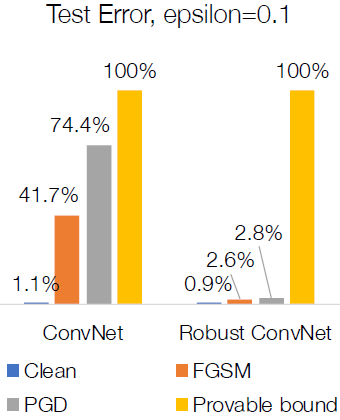 Test Error, epsilon=0.1
100% 100%
74.4%
41.7%
2.8%
2.6%
1.1% 0.9%
ConvNet Robust ConvNet
Clean FGSM
PGD Provable bound